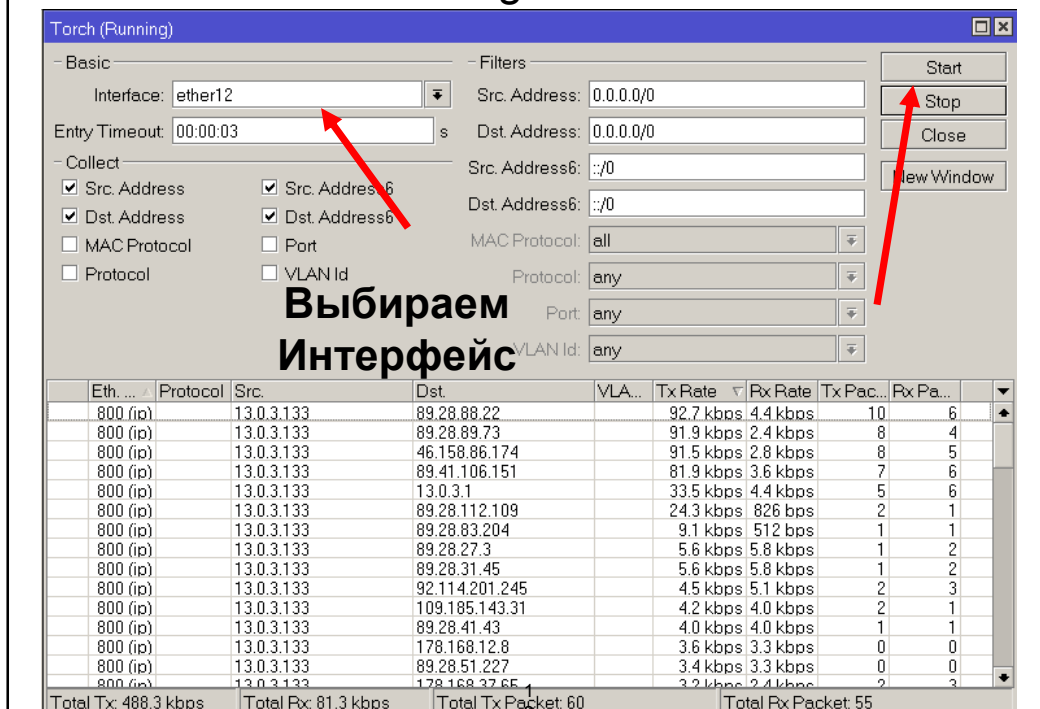 Torch (Running)
Basic
Interface: ether12
Entry Timeout: 00:00:03 s
Collect
Src. Address Src. Address6
Dst. Address Dst. Address6
MAC Protocol Port
Protocol VLAN Id
Filters
Src. Address: 0.0.0.0/0
Dst. Address: 0.0.0.0/0
Src. Address6: ::/0
Dst. Address6: ::/0
MAC Protocol: all
Protocol: any
Port: any
VLAN Id: any
Start
Stop
Close
New Window
Выбираем
Интерфейс
Eth. ... Protocol Src. Dst. VLA... Tx Rate Rx Rate Tx Pac... Rx Pa...
800 (ip) 13.0.3.133 89.28.88.22 92.7 kbps 4.4 kbps 10 6
800 (ip) 13.0.3.133 89.28.89.73 91.9 kbps 2.4 kbps 8 4
800 (ip) 13.0.3.133 46.158.86.174 91.5 kbps 2.8 kbps 8 5
800 (ip) 13.0.3.133 89.41.106.151 81.9 kbps 3.6 kbps 7 6
800 (ip) 13.0.3.133 13.0.3.1 33.5 kbps 4.4 kbps 5 6
800 (ip) 13.0.3.133 89.28.112.109 24.3 kbps 826 bps 2 1
800 (ip) 13.0.3.133 89.28.83.204 9.1 kbps 512 bps 1 1
800 (ip) 13.0.3.133 89.28.27.3 5.6 kbps 5.8 kbps 1 2
800 (ip) 13.0.3.133 89.28.31.45 5.6 kbps 5.8 kbps 1 2
800 (ip) 13.0.3.133 92.114.201.245 4.5 kbps 5.1 kbps 2 3
800 (ip) 13.0.3.133 109.185.143.31 4.2 kbps 4.0 kbps 2 1
800 (ip) 13.0.3.133 89.28.41.43 4.0 kbps 4.0 kbps 1 1
800 (ip) 13.0.3.133 178.168.12.8 3.6 kbps 3.3 kbps 0 0
800 (ip) 13.0.3.133 89.28.51.227 3.4 kbps 3.3 kbps 0 0
800 (ip) 13.0.3.133 178.168.37.65 3.2 kbps 2.4 kbps 2 3
Total Tx: 488.3 kbps Total Rx: 81.3 kbps Total Tx Packet: 60 Total Rx Packet: 55